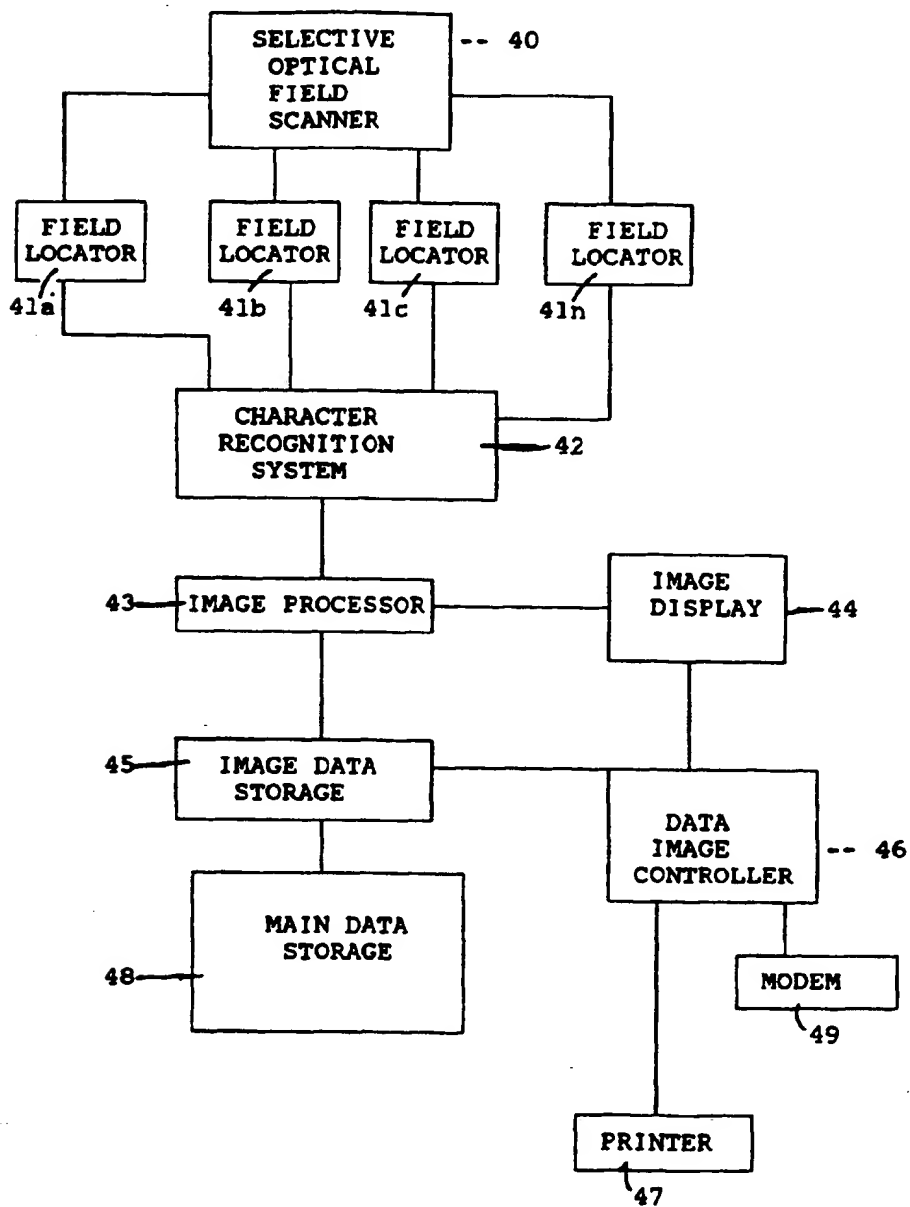 SELECTIVE
OPTICAL
FIELD
SCANNER
-- 40
FIELD
LOCATOR
41a
FIELD
LOCATOR
41b
FIELD
LOCATOR
41c
FIELD
LOCATOR
41n
CHARACTER
RECOGNITION
SYSTEM
42
43
IMAGE PROCESSOR
IMAGE
DISPLAY
44
45
IMAGE DATA
STORAGE
DATA
IMAGE
CONTROLLER
-- 46
MAIN DATA
STORAGE
48
MODEM
49
PRINTER
47